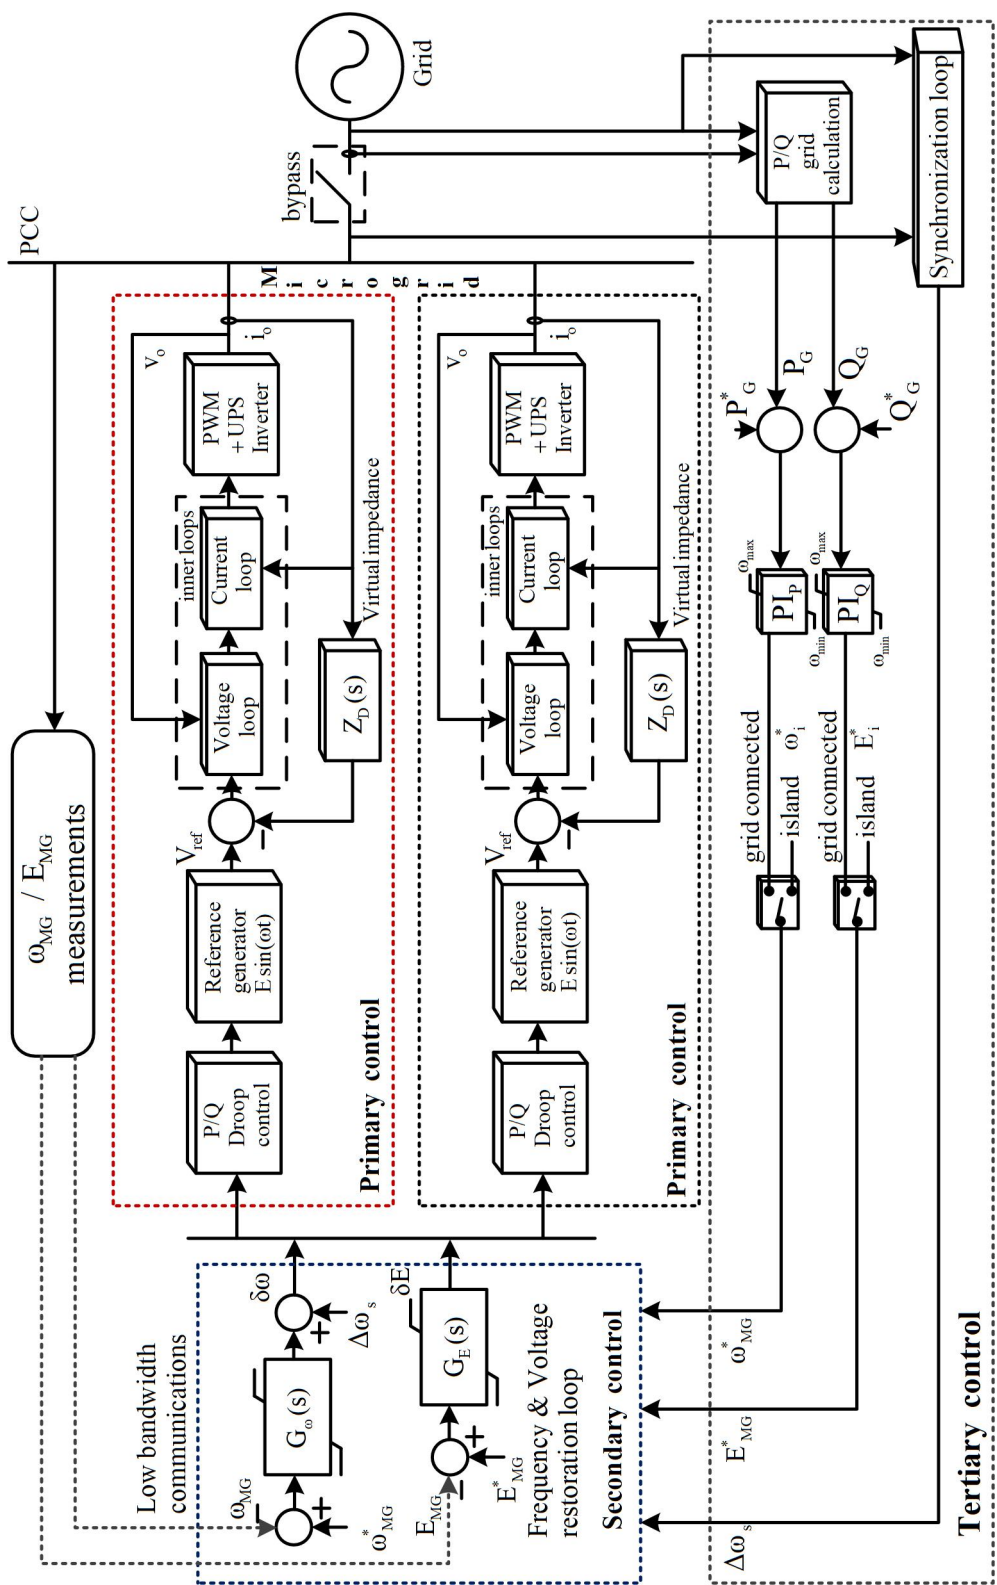 Low bandwidth
communications
ω_MG
ω*_MG
G_ω(s)
Δω_s
δω
E_MG
E*_MG
G_E(s)
δE
Frequency & Voltage
restoration loop
Secondary control
ω_MG / E_MG
measurements
PCC
P/Q
Droop
control
Reference
generator
E sin(ωt)
V_ref
inner loops
Voltage
loop
Current
loop
PWM
+UPS
Inverter
v_o
i_o
Z_D(s)
Virtual impedance
Primary control
Microgrid
P/Q
Droop
control
Reference
generator
E sin(ωt)
V_ref
inner loops
Voltage
loop
Current
loop
PWM
+UPS
Inverter
v_o
i_o
Z_D(s)
Virtual impedance
Primary control
bypass
Grid
ω*_MG
E*_MG
Δω_s
grid connected
island ω*_i
grid connected
island E*_i
ω_max
PI_P
ω_min
ω_max
PI_Q
ω_min
P*_G
P_G
Q_G
Q*_G
P/Q
grid
calculation
Synchronization loop
Tertiary control
+
+
+
+
−
−
−
−